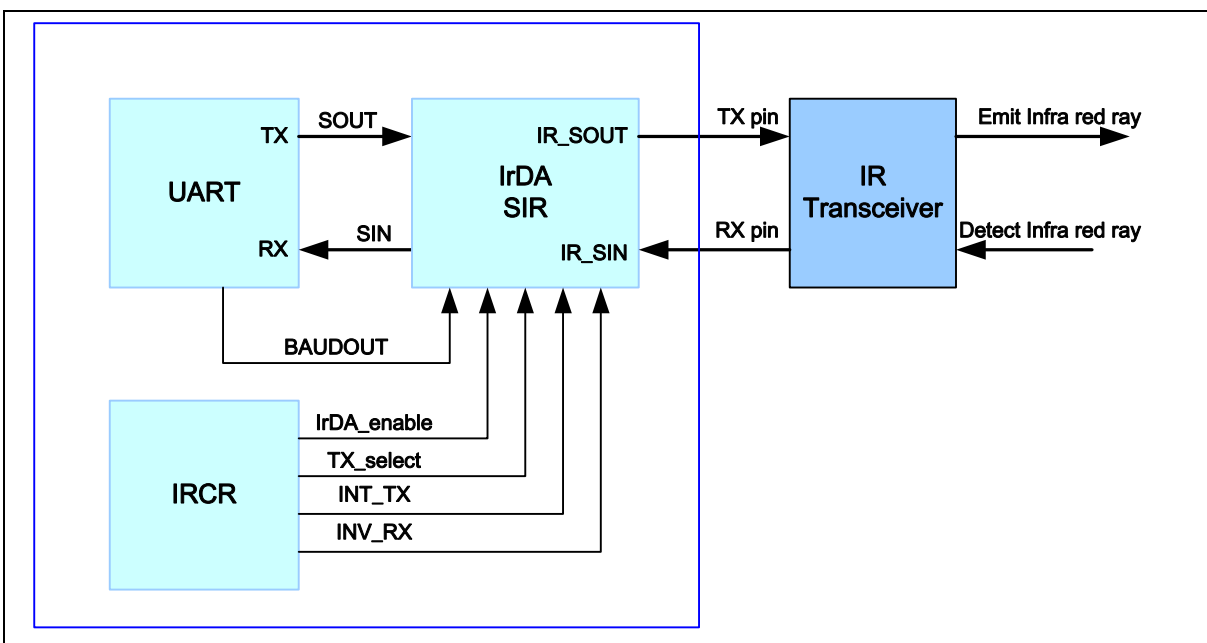 TX
SOUT
UART
RX
SIN
IR_SOUT
IrDA
SIR
IR_SIN
TX pin
RX pin
IR
Transceiver
Emit Infra red ray
Detect Infra red ray
BAUDOUT
IRCR
IrDA_enable
TX_select
INT_TX
INV_RX